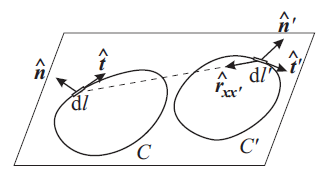 n̂'
n̂ t̂ t̂'
dl r̂ₓₓ' dl'
C C'